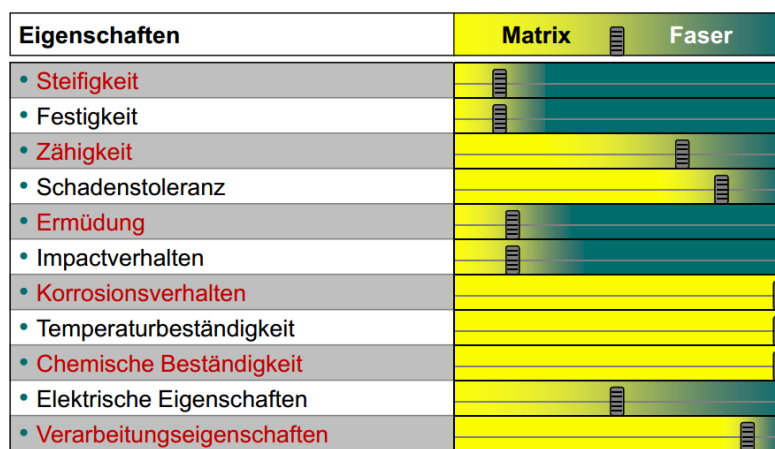 Eigenschaften Matrix Faser
• Steifigkeit
• Festigkeit
• Zähigkeit
• Schadenstoleranz
• Ermüdung
• Impactverhalten
• Korrosionsverhalten
• Temperaturbeständigkeit
• Chemische Beständigkeit
• Elektrische Eigenschaften
• Verarbeitungseigenschaften